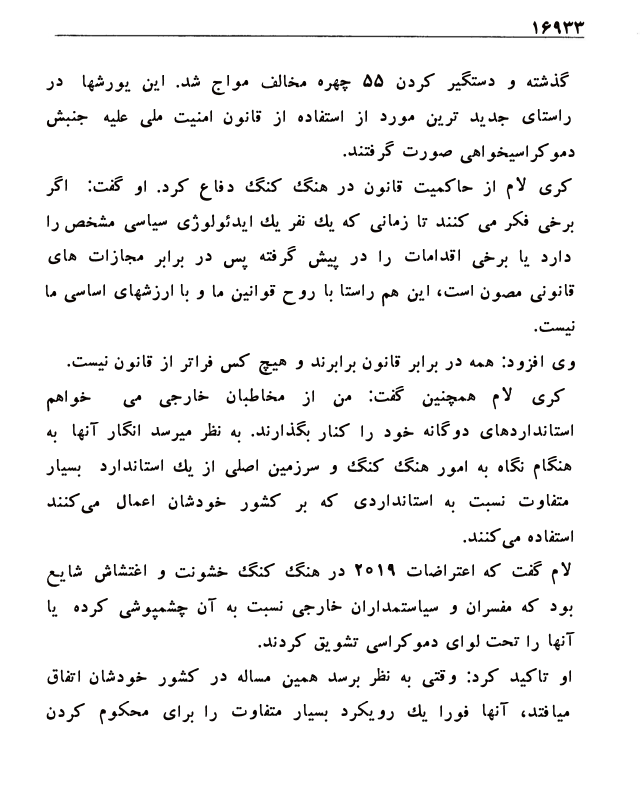 ۱۶۹۳۳
گذشته و دستگیر کردن ۵۵ چهره مخالف مواج شد. این یورشها در
راستای جدید ترین مورد از استفاده از قانون امنیت ملی علیه جنبش
دموکراسیخواهی صورت گرفتند.
کری لام از حاکمیت قانون در هنگ کنگ دفاع کرد. او گفت: اگر
برخی فکر می کنند تا زمانی که یك نفر یك ایدئولوژی سیاسی مشخص را
دارد یا برخی اقدامات را در پیش گرفته پس در برابر مجازات های
قانونی مصون است، این هم راستا با روح قوانین ما و با ارزشهای اساسی ما
نیست.
وی افزود: همه در برابر قانون برابرند و هیچ کس فراتر از قانون نیست.
کری لام همچنین گفت: من از مخاطبان خارجی می خواهم
استانداردهای دوگانه خود را کنار بگذارند. به نظر میرسد انگار آنها به
هنگام نگاه به امور هنگ کنگ و سرزمین اصلی از یك استاندارد بسیار
متفاوت نسبت به استانداردی که بر کشور خودشان اعمال می‌کنند
استفاده می‌کنند.
لام گفت که اعتراضات ۲۰۱۹ در هنگ کنگ خشونت و اغتشاش شایع
بود که مفسران و سیاستمداران خارجی نسبت به آن چشمپوشی کرده یا
آنها را تحت لوای دموکراسی تشویق کردند.
او تاکید کرد: وقتی به نظر برسد همین مساله در کشور خودشان اتفاق
میافتد، آنها فورا یك رویکرد بسیار متفاوت را برای محکوم کردن